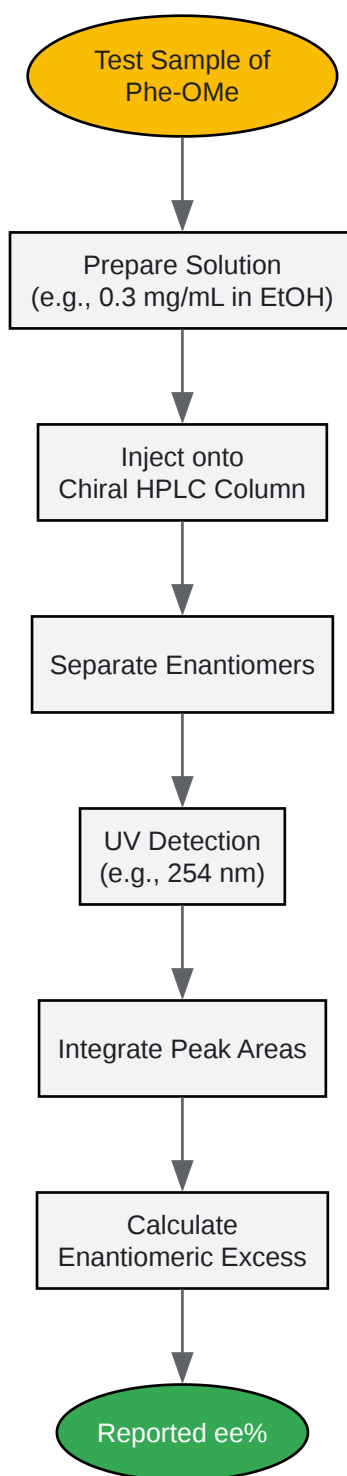 Test Sample of
Phe-OMe
Prepare Solution
(e.g., 0.3 mg/mL in EtOH)
Inject onto
Chiral HPLC Column
Separate Enantiomers
UV Detection
(e.g., 254 nm)
Integrate Peak Areas
Calculate
Enantiomeric Excess
Reported ee%